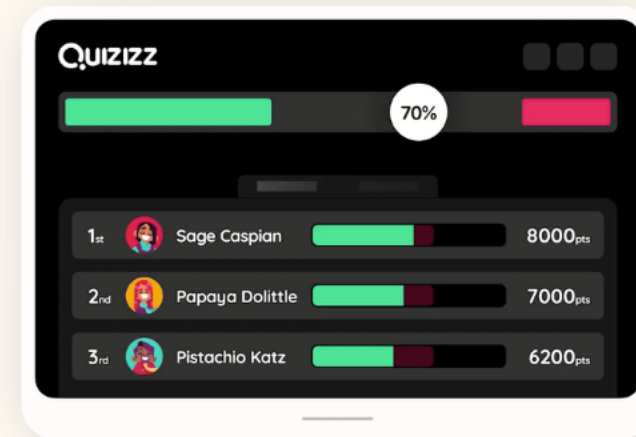 Quizizz
70%
1st Sage Caspian 8000pts
2nd Papaya Dolittle 7000pts
3rd Pistachio Katz 6200pts